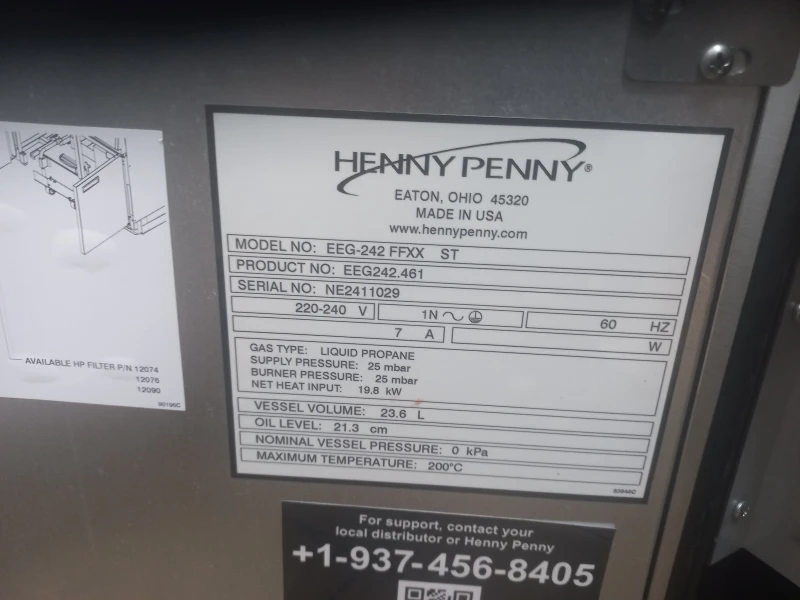 HENNY PENNY®
EATON, OHIO 45320
MADE IN USA
www.hennypenny.com
MODEL NO: EEG-242 FFXX ST
PRODUCT NO: EEG242.461
SERIAL NO: NE2411029
220-240 V 1N 60 HZ
7 A W
GAS TYPE: LIQUID PROPANE
SUPPLY PRESSURE: 25 mbar
BURNER PRESSURE: 25 mbar
NET HEAT INPUT: 19.8 kW
VESSEL VOLUME: 23.6 L
OIL LEVEL: 21.3 cm
NOMINAL VESSEL PRESSURE: 0 kPa
MAXIMUM TEMPERATURE: 200°C
AVAILABLE HP FILTER P/N 12074
12076
12090
For support, contact your
local distributor or Henny Penny
+1-937-456-8405